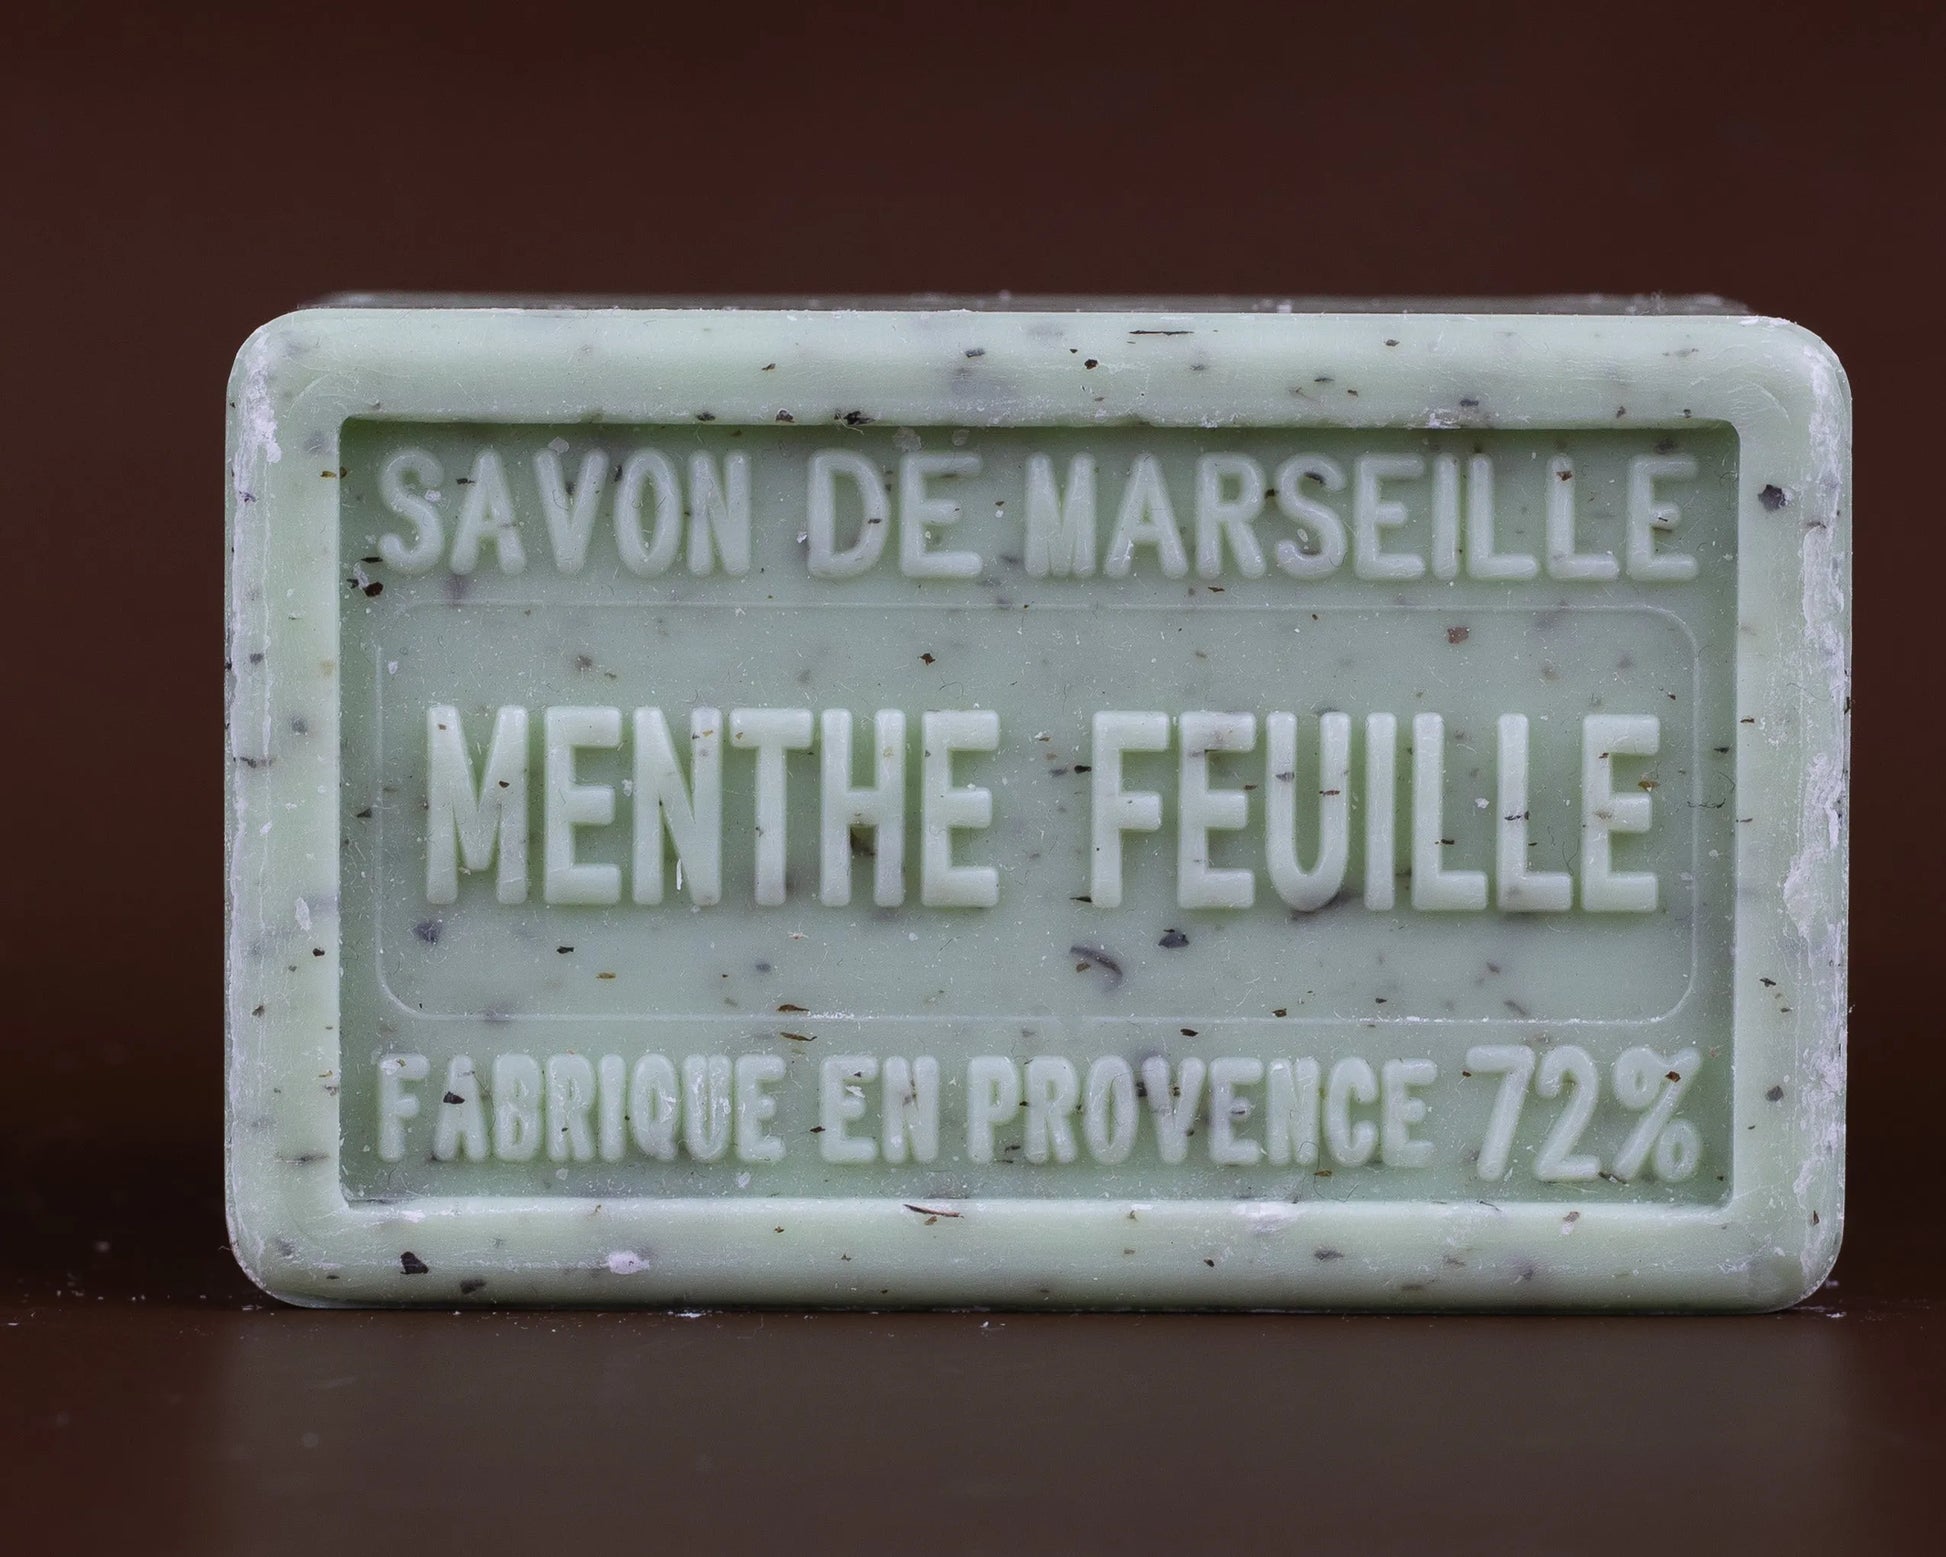 SAVON DE MARSEILLE
MENTHE FEUILLE
FABRIQUE EN PROVENCE 72%